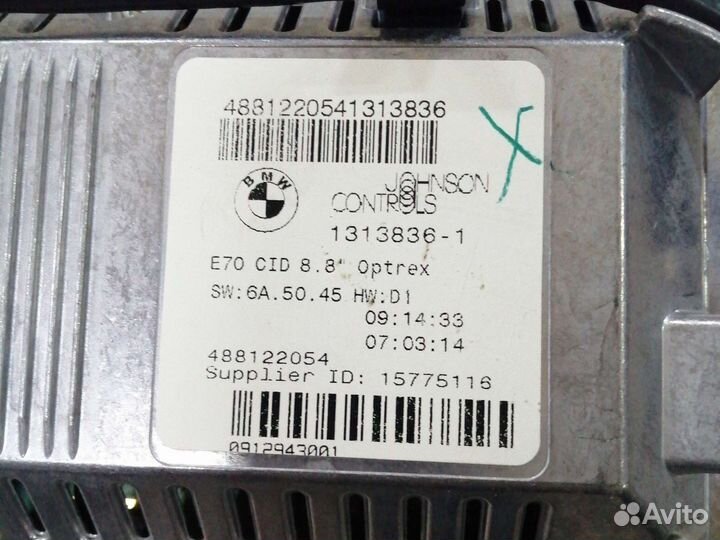 4881220541313836
BMW
JOHNSON
CONTROLS
1313836-1
E70 CID 8.8" Optrex
SW:6A.50.45 HW:D1
09:14:33
07:03:14
488122054
Supplier ID: 15775116
0912943001
X
Avito